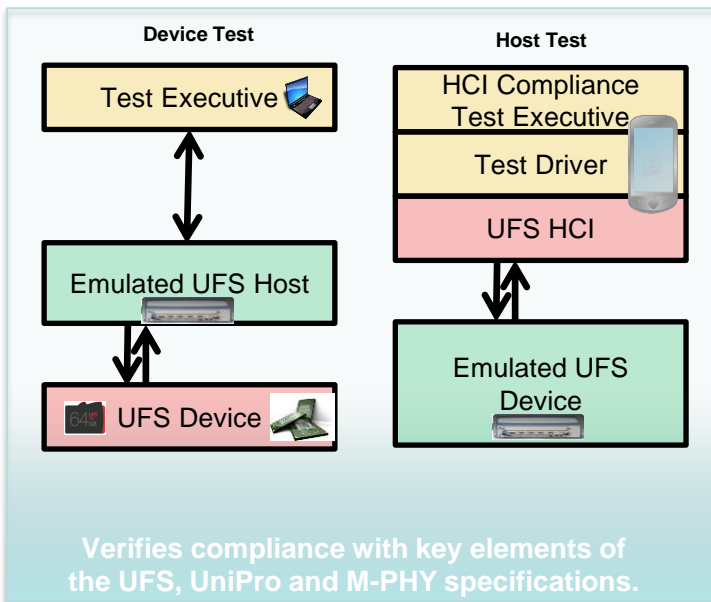 Device Test
Host Test
Test Executive
HCI Compliance
Test Executive
Test Driver
UFS HCI
Emulated UFS Host
Emulated UFS
Device
64
UFS Device
Verifies compliance with key elements of
the UFS, UniPro and M-PHY specifications.